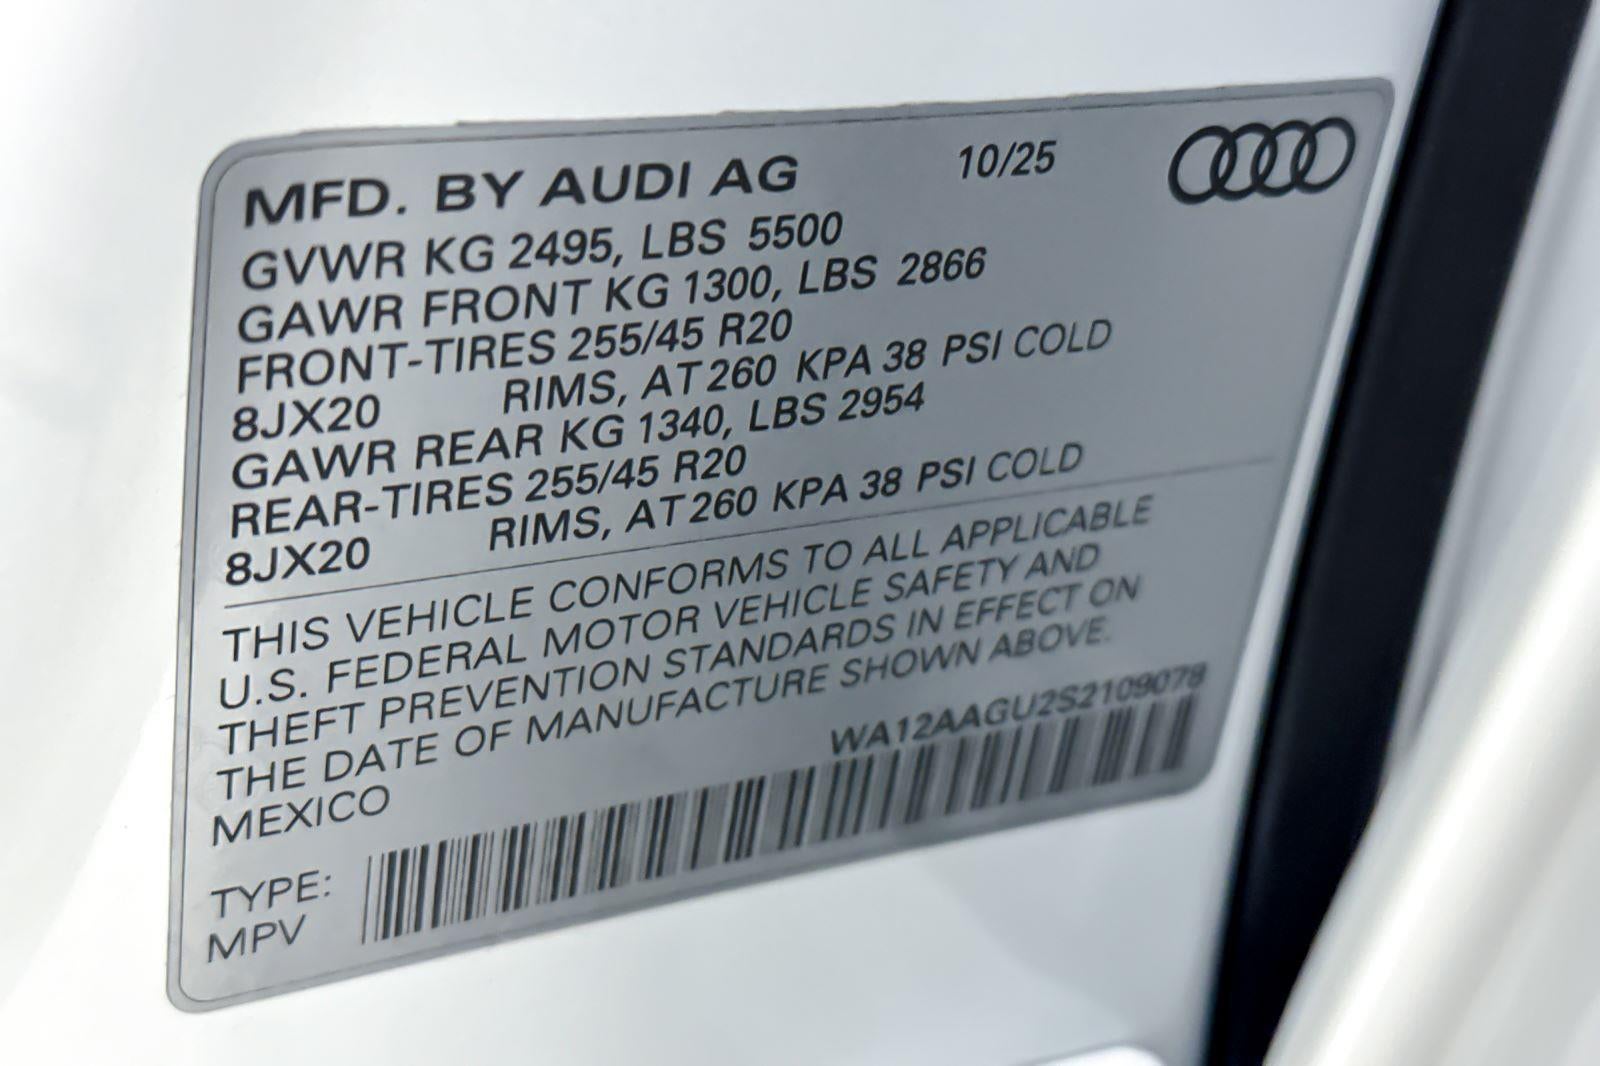 MFD. BY AUDI AG 10/25
GVWR KG 2495, LBS 5500
GAWR FRONT KG 1300, LBS 2866
FRONT-TIRES 255/45 R20
8JX20 RIMS, AT 260 KPA 38 PSI COLD
GAWR REAR KG 1340, LBS 2954
REAR-TIRES 255/45 R20
8JX20 RIMS, AT 260 KPA 38 PSI COLD
THIS VEHICLE CONFORMS TO ALL APPLICABLE
U.S. FEDERAL MOTOR VEHICLE SAFETY AND
THEFT PREVENTION STANDARDS IN EFFECT ON
THE DATE OF MANUFACTURE SHOWN ABOVE.
MEXICO
WA12AAGU2S2109078
TYPE:
MPV